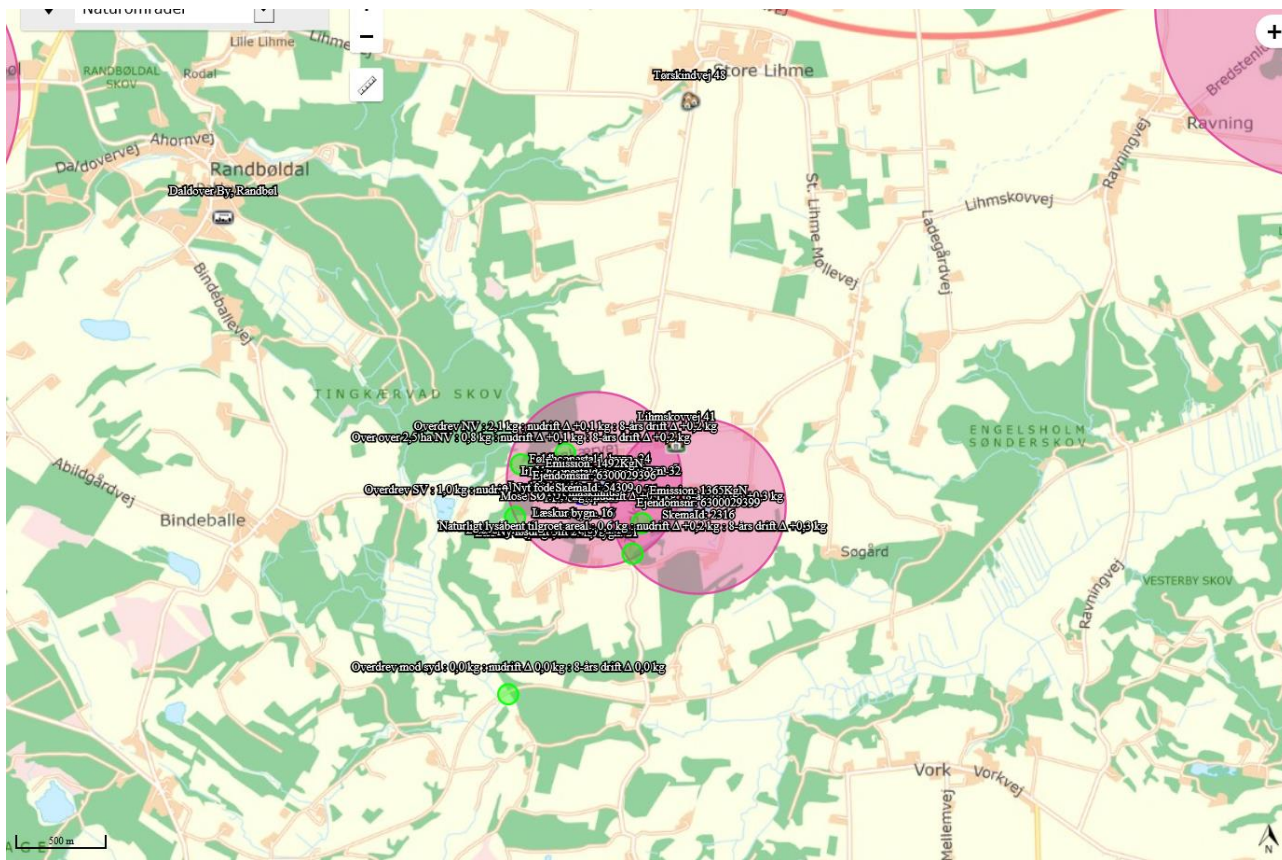 Naturområder
Lille Lihme
RANDBØLDAL
SKOV
Rodal
Tørskindvej 48
Store Lihme
Bredstenl
Ravning
Ravningvej
Ahornvej
Daldovervej
Randbøldal
Daldover By, Randbøl
St. Lihme Møllevej
Lihmskovvej
Ladegårdvej
Bindeballevej
TINGKÆRVAD SKOV
Lihmskovvej 41
Overdrev NV : 2,1 kg : nudrift Δ +0,1 kg : 8-års drift Δ +0,2 kg
Over over 2,5 ha NV : 0,8 kg : nudrift Δ +0,1 kg : 8-års drift Δ +0,2 kg
ENGELSHOLM
SØNDERSKOV
Emission: 1492KgN
Ejendomsnr: 6300029396
SkemaId: 54309
Overdrev SV : 1,0 kg : nudrift
Emission: 1365KgN
Ejendomsnr: 6300029399
SkemaId: 2316
Læskur bygn. 16
Naturligt lysåbent tilgroet areal : 0,6 kg : nudrift Δ +0,2 kg : 8-års drift Δ +0,3 kg
Abildgårdvej
Bindeballe
Søgård
VESTERBY SKOV
Ravningvej
Overdrev mod syd : 0,0 kg : nudrift Δ 0,0 kg : 8-års drift Δ 0,0 kg
Vork
Vorkvej
Mellemvej
500 m
N